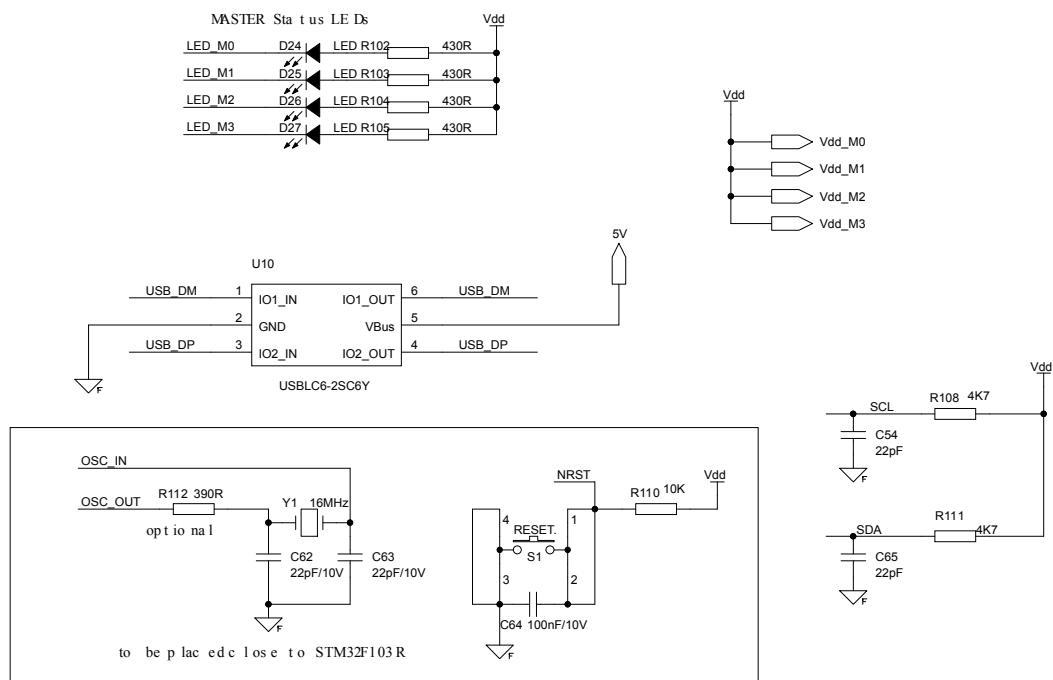 MASTER Status LEDs
Vdd
LED_M0 D24 LED R102 430R
LED_M1 D25 LED R103 430R
LED_M2 D26 LED R104 430R
LED_M3 D27 LED R105 430R
Vdd
Vdd_M0
Vdd_M1
Vdd_M2
Vdd_M3
5V
U10
USB_DM 1 IO1_IN IO1_OUT 6 USB_DM
2 GND VBus 5
USB_DP 3 IO2_IN IO2_OUT 4 USB_DP
F
USBLC6-2SC6Y
Vdd
SCL R108 4K7
C54
22pF
F
SDA R111 4K7
C65
22pF
F
OSC_IN
OSC_OUT R112 390R Y1 16MHz
optional
C62 C63
22pF/10V 22pF/10V
F
NRST R110 10K Vdd
4 1
RESET.
S1
3 2
C64 100nF/10V
F
to be placed close to STM32F103R